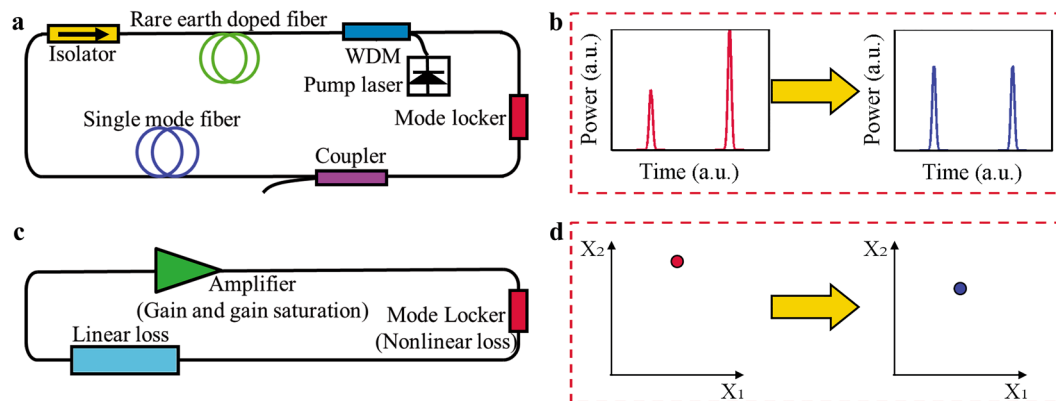 a
Isolator
Rare earth doped fiber
WDM
Pump laser
Mode locker
Single mode fiber
Coupler
b
Power (a.u.)
Time (a.u.)
Power (a.u.)
Time (a.u.)
c
Amplifier
(Gain and gain saturation)
Mode Locker
(Nonlinear loss)
Linear loss
d
X₂
X₁
X₂
X₁